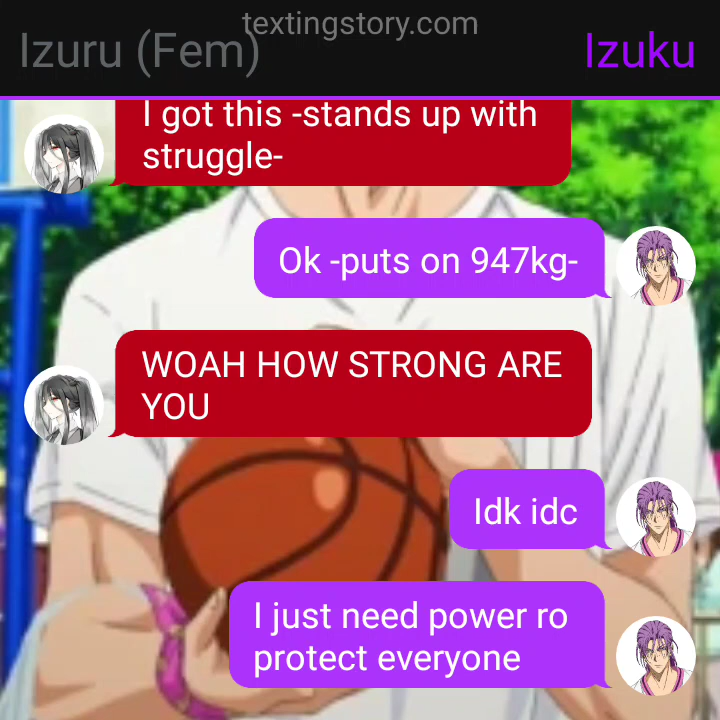 textingstory.com
Izuru (Fem)
Izuku
I got this -stands up with
struggle-
Ok -puts on 947kg-
WOAH HOW STRONG ARE
YOU
Idk idc
I just need power ro
protect everyone